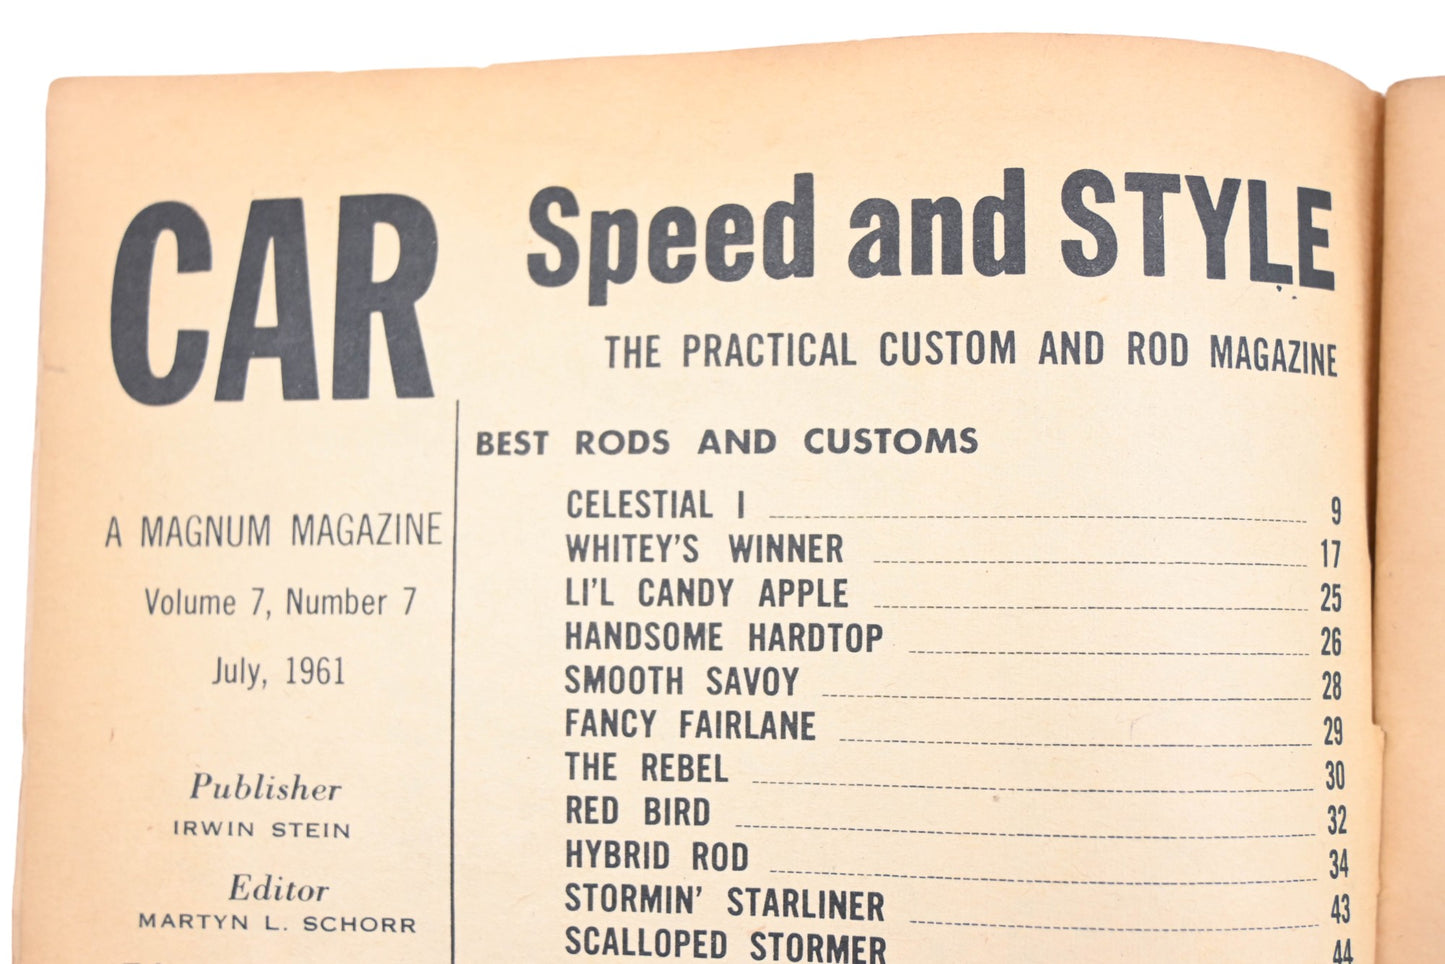 CAR Speed and STYLE
THE PRACTICAL CUSTOM AND ROD MAGAZINE
A MAGNUM MAGAZINE
Volume 7, Number 7
July, 1961
Publisher
IRWIN STEIN
Editor
MARTYN L. SCHORR
BEST RODS AND CUSTOMS
CELESTIAL I 9
WHITEY'S WINNER 17
LI'L CANDY APPLE 25
HANDSOME HARDTOP 26
SMOOTH SAVOY 28
FANCY FAIRLANE 29
THE REBEL 30
RED BIRD 32
HYBRID ROD 34
STORMIN' STARLINER 43
SCALLOPED STORMER 44